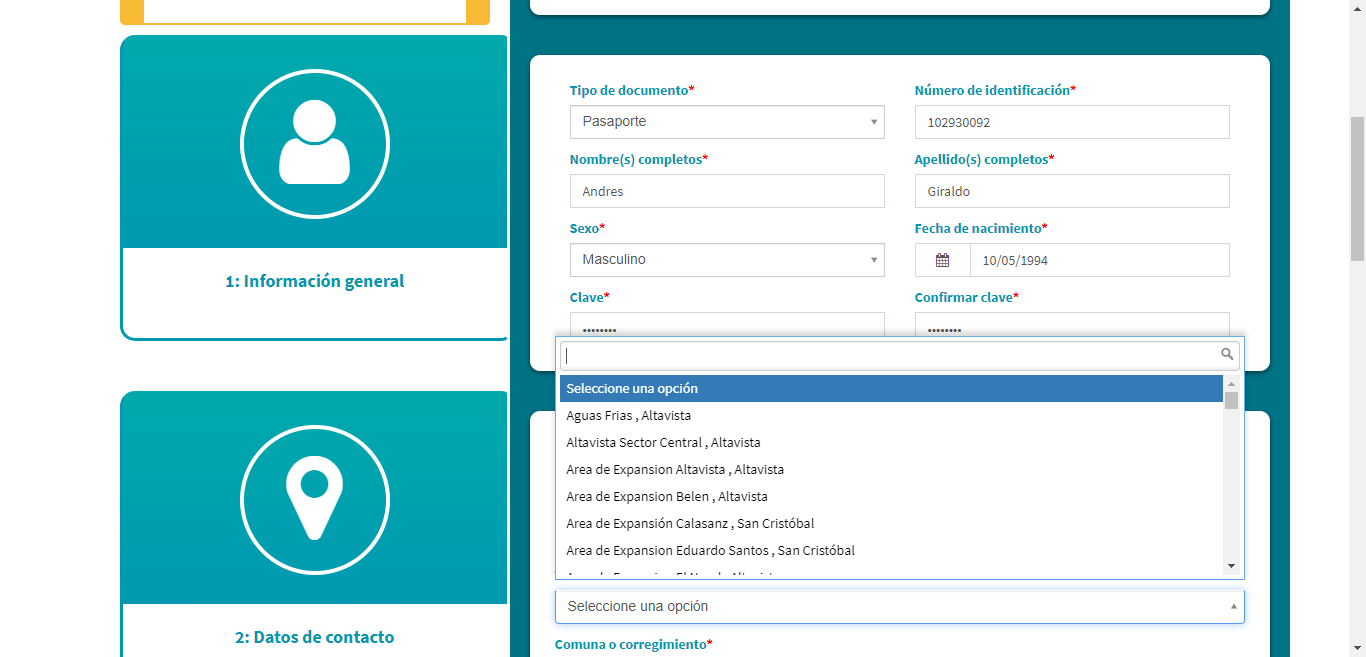 Tipo de documento*
Número de identificación*
Pasaporte
102930092
Nombre(s) completos*
Apellido(s) completos*
Andres
Giraldo
Sexo*
Fecha de nacimiento*
Masculino
10/05/1994
1: Información general
Clave*
Confirmar clave*
••••••••
••••••••
Seleccione una opción
Aguas Frias , Altavista
Altavista Sector Central , Altavista
Area de Expansion Altavista , Altavista
Area de Expansion Belen , Altavista
Area de Expansión Calasanz , San Cristóbal
Area de Expansion Eduardo Santos , San Cristóbal
Seleccione una opción
2: Datos de contacto
Comuna o corregimiento*